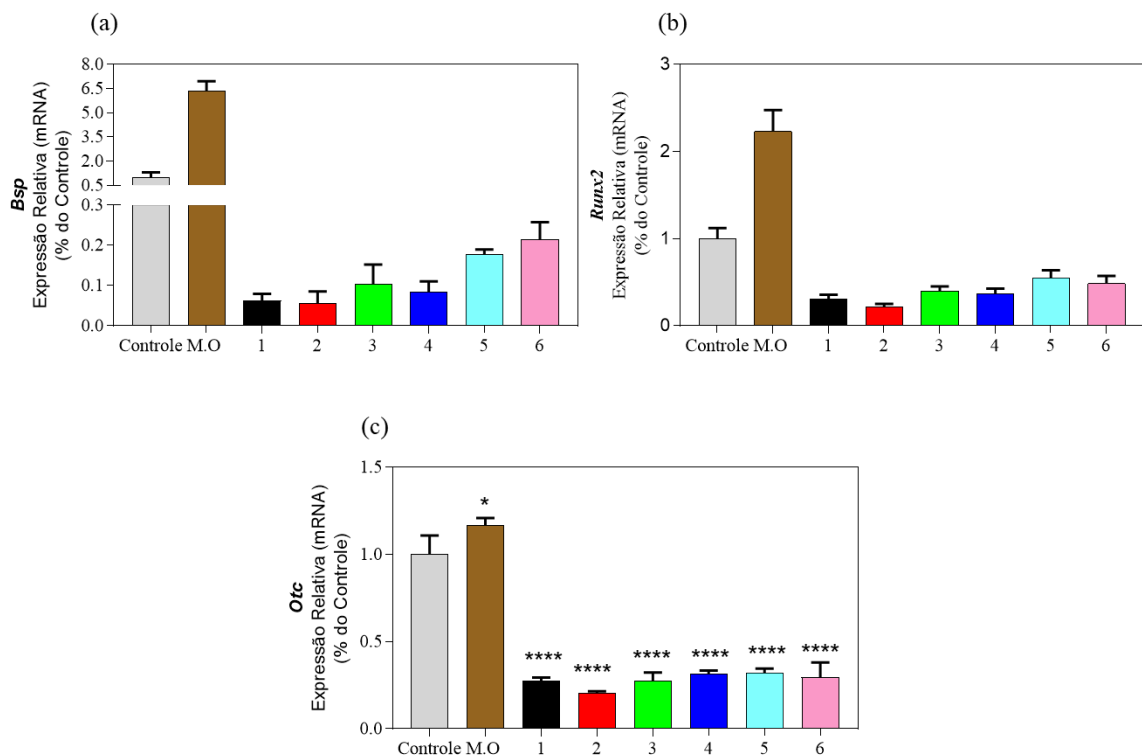 (a)
Bsp
Expressão Relativa (mRNA)
(% do Controle)
8.0
6.5
5.0
3.5
2.0
0.5
0.3
0.2
0.1
0.0
Controle M.O 1 2 3 4 5 6
(b)
Runx2
Expressão Relativa (mRNA)
(% do Controle)
3
2
1
0
Controle M.O 1 2 3 4 5 6
(c)
Otc
Expressão Relativa (mRNA)
(% do Controle)
1.5
1.0
0.5
0.0
*
**** **** **** **** **** ****
Controle M.O 1 2 3 4 5 6